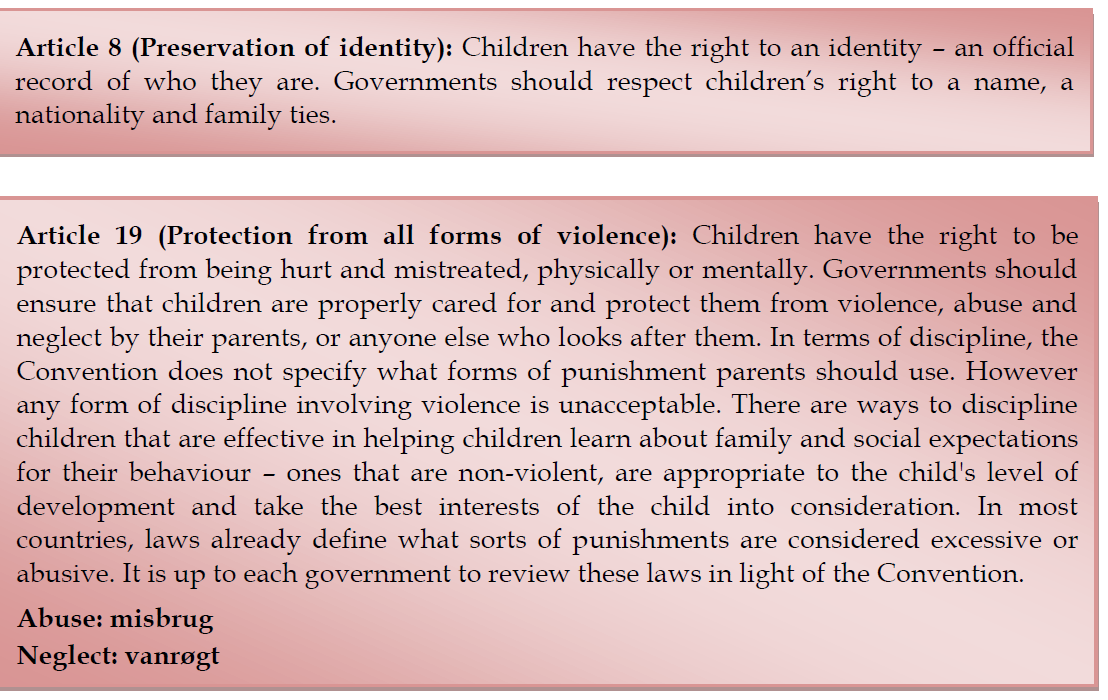 Article 8 (Preservation of identity): Children have the right to an identity – an official
record of who they are. Governments should respect children’s right to a name, a
nationality and family ties.
Article 19 (Protection from all forms of violence): Children have the right to be
protected from being hurt and mistreated, physically or mentally. Governments should
ensure that children are properly cared for and protect them from violence, abuse and
neglect by their parents, or anyone else who looks after them. In terms of discipline, the
Convention does not specify what forms of punishment parents should use. However
any form of discipline involving violence is unacceptable. There are ways to discipline
children that are effective in helping children learn about family and social expectations
for their behaviour – ones that are non-violent, are appropriate to the child's level of
development and take the best interests of the child into consideration. In most
countries, laws already define what sorts of punishments are considered excessive or
abusive. It is up to each government to review these laws in light of the Convention.
Abuse: misbrug
Neglect: vanrøgt